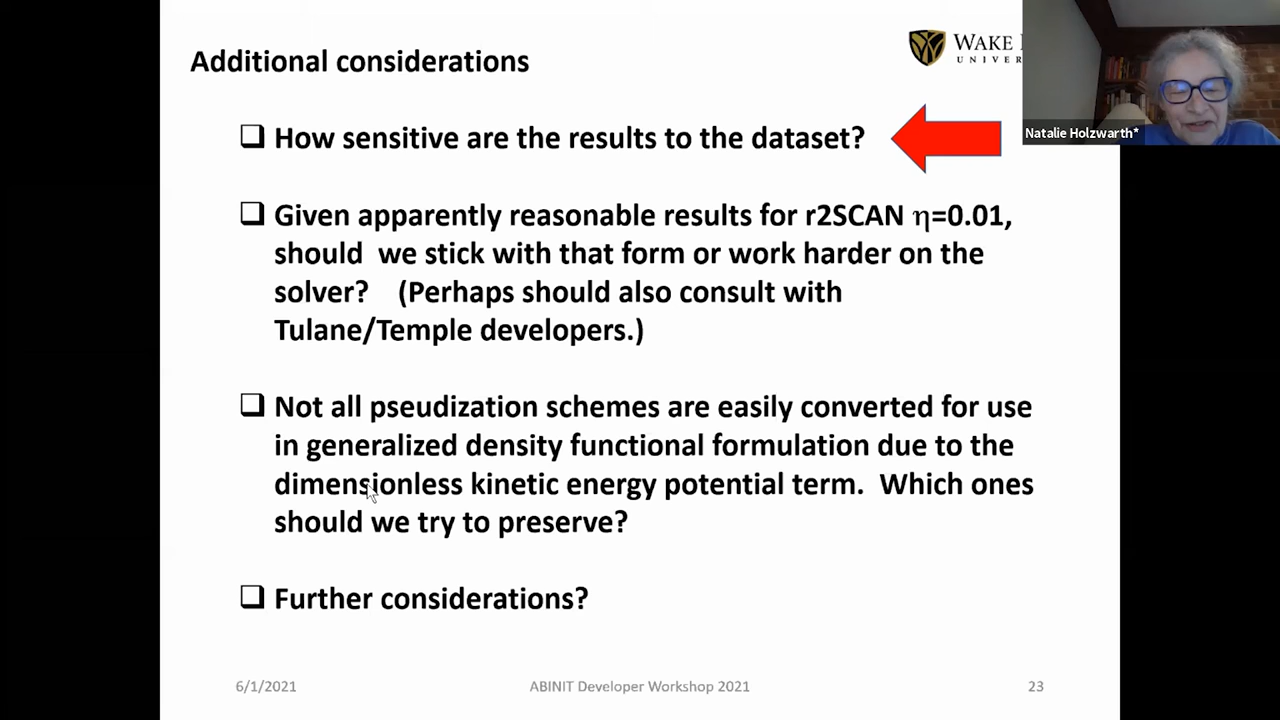 Additional considerations
WAKE
UNIVER
Natalie Holzwarth*
❑ How sensitive are the results to the dataset?
❑ Given apparently reasonable results for r2SCAN η=0.01,
should we stick with that form or work harder on the
solver? (Perhaps should also consult with
Tulane/Temple developers.)
❑ Not all pseudization schemes are easily converted for use
in generalized density functional formulation due to the
dimensionless kinetic energy potential term. Which ones
should we try to preserve?
❑ Further considerations?
6/1/2021
ABINIT Developer Workshop 2021
23